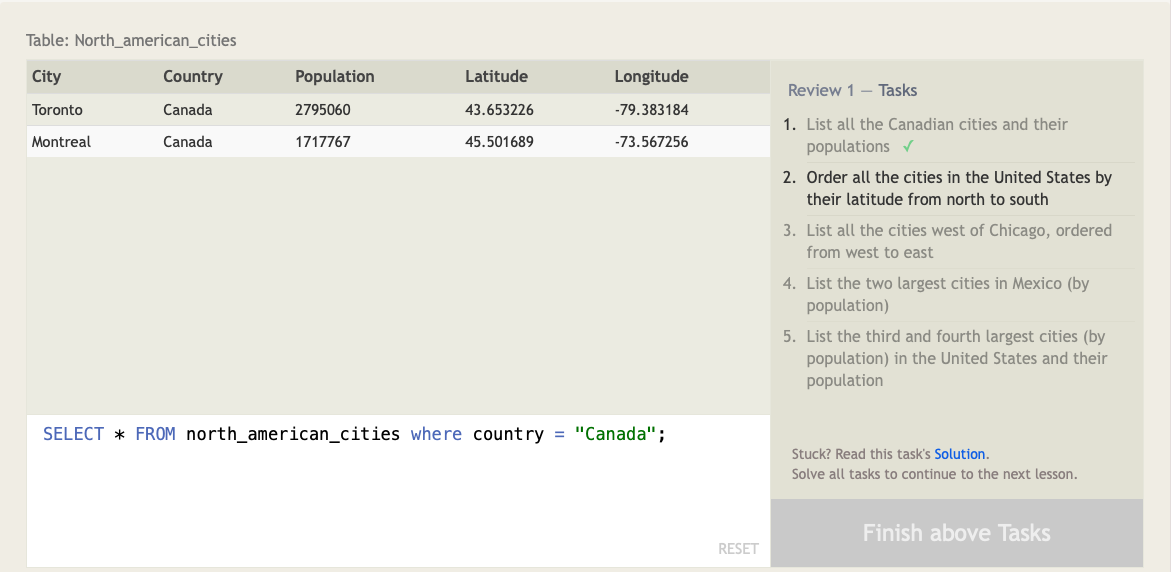 Table: North_american_cities
City Country Population Latitude Longitude
Toronto Canada 2795060 43.653226 -79.383184
Montreal Canada 1717767 45.501689 -73.567256
SELECT * FROM north_american_cities where country = "Canada";
RESET
Review 1 — Tasks
1. List all the Canadian cities and their
populations ✓
2. Order all the cities in the United States by
their latitude from north to south
3. List all the cities west of Chicago, ordered
from west to east
4. List the two largest cities in Mexico (by
population)
5. List the third and fourth largest cities (by
population) in the United States and their
population
Stuck? Read this task's Solution.
Solve all tasks to continue to the next lesson.
Finish above Tasks